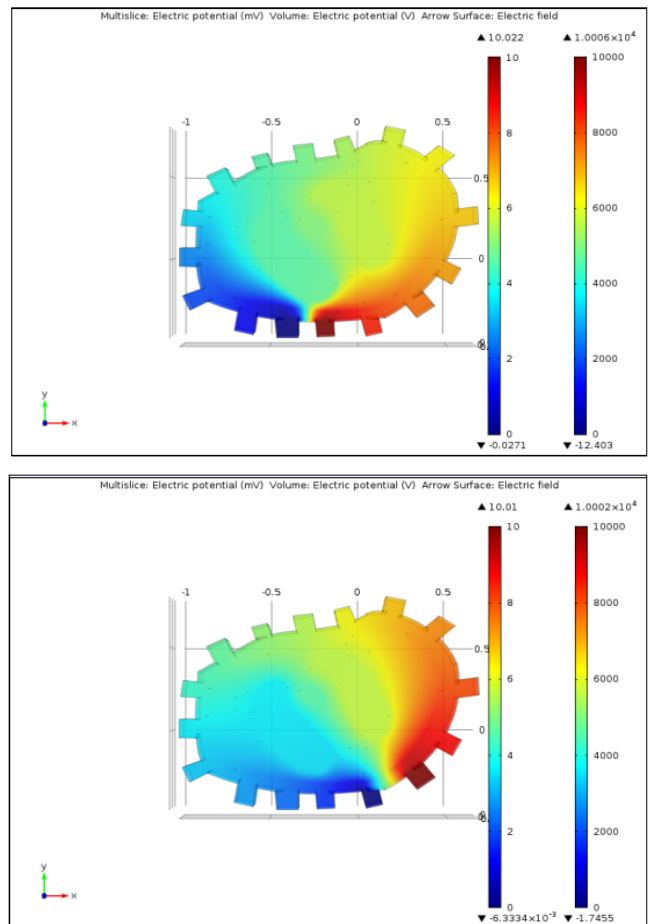 Multislice: Electric potential (mV) Volume: Electric potential (V) Arrow Surface: Electric field
▲ 10.022 ▲ 1.0006×10⁴
10 10000
-1 -0.5 0 0.5
8 8000
0.5
6 6000
0
4 4000
2 2000
y
x
0 0
▼ -0.0271 ▼ -12.403
Multislice: Electric potential (mV) Volume: Electric potential (V) Arrow Surface: Electric field
▲ 10.01 ▲ 1.0002×10⁴
10 10000
-1 -0.5 0 0.5
8 8000
0.5
6 6000
0
4 4000
2 2000
y
x
0 0
▼ -6.3334×10⁻³ ▼ -1.7455